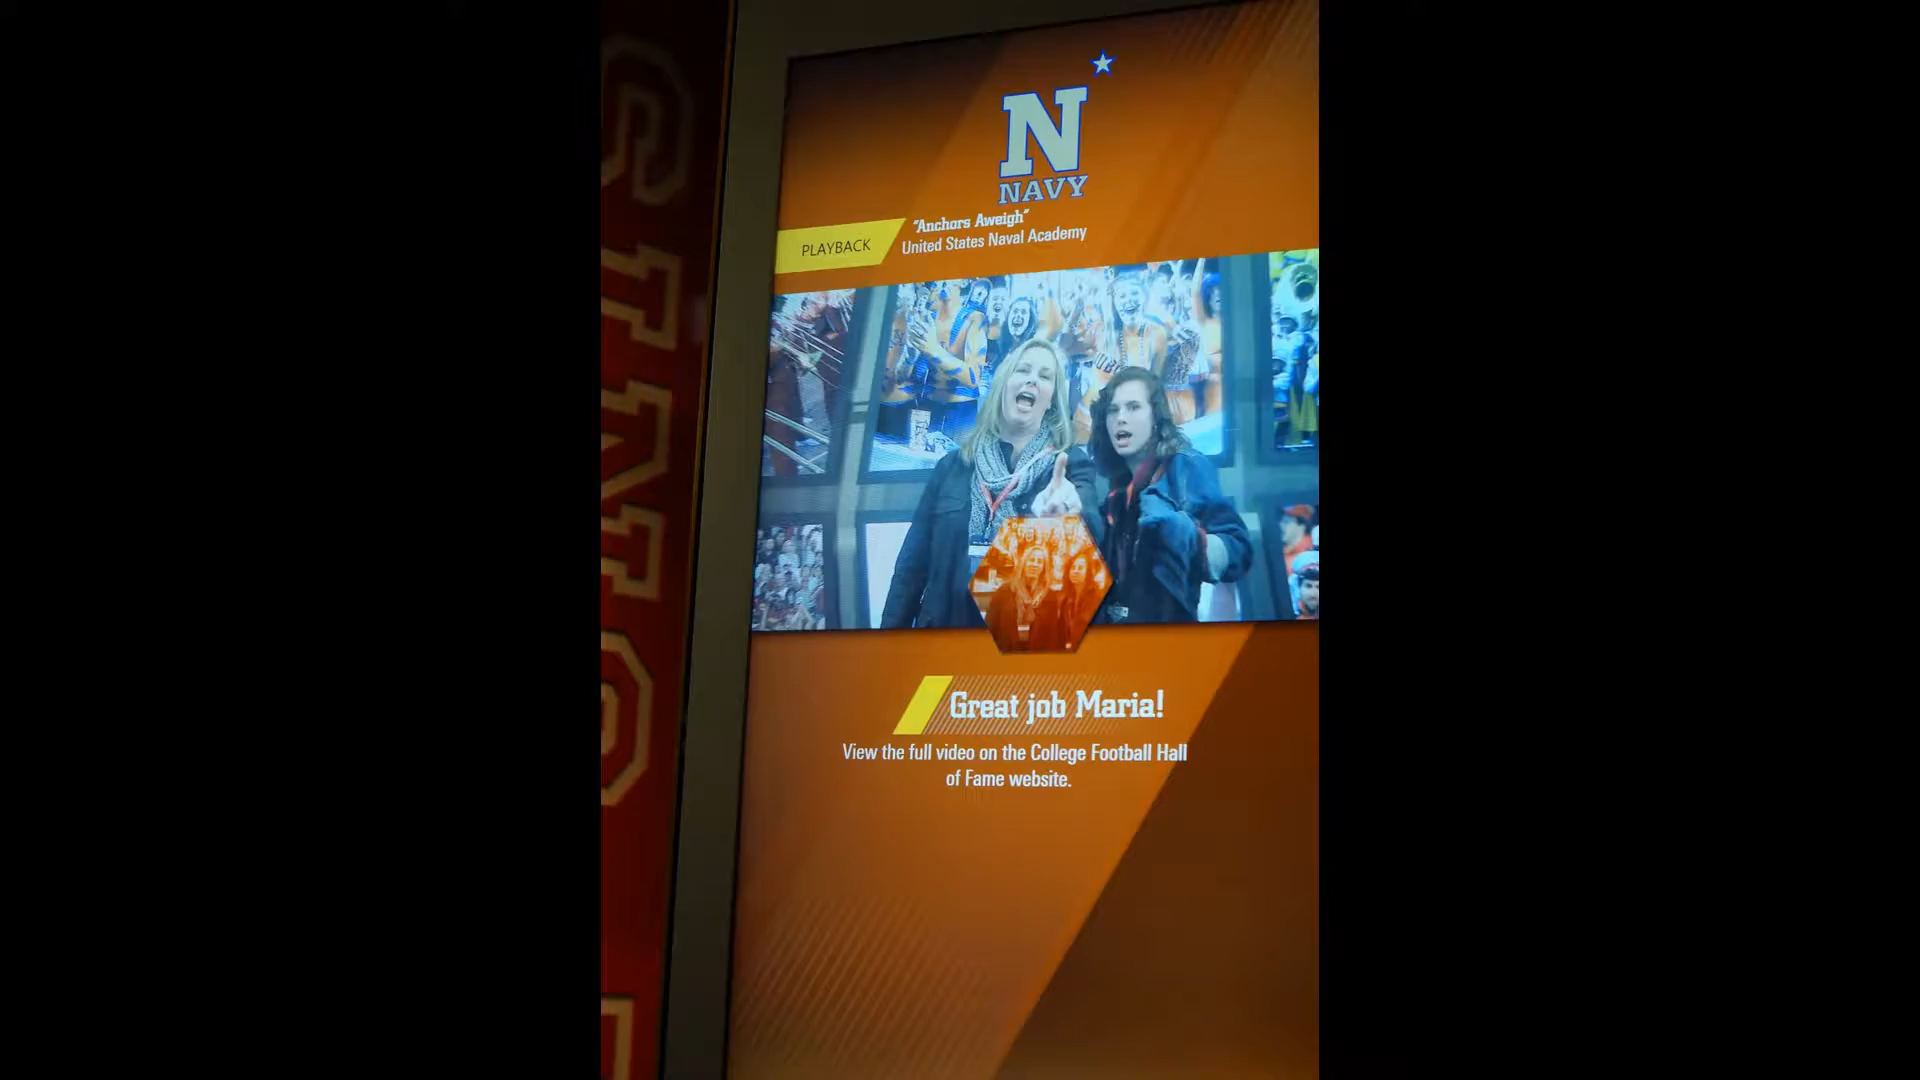 N
NAVY
"Anchors Aweigh"
PLAYBACK
United States Naval Academy
Great job Maria!
View the full video on the College Football Hall
of Fame website.
SING